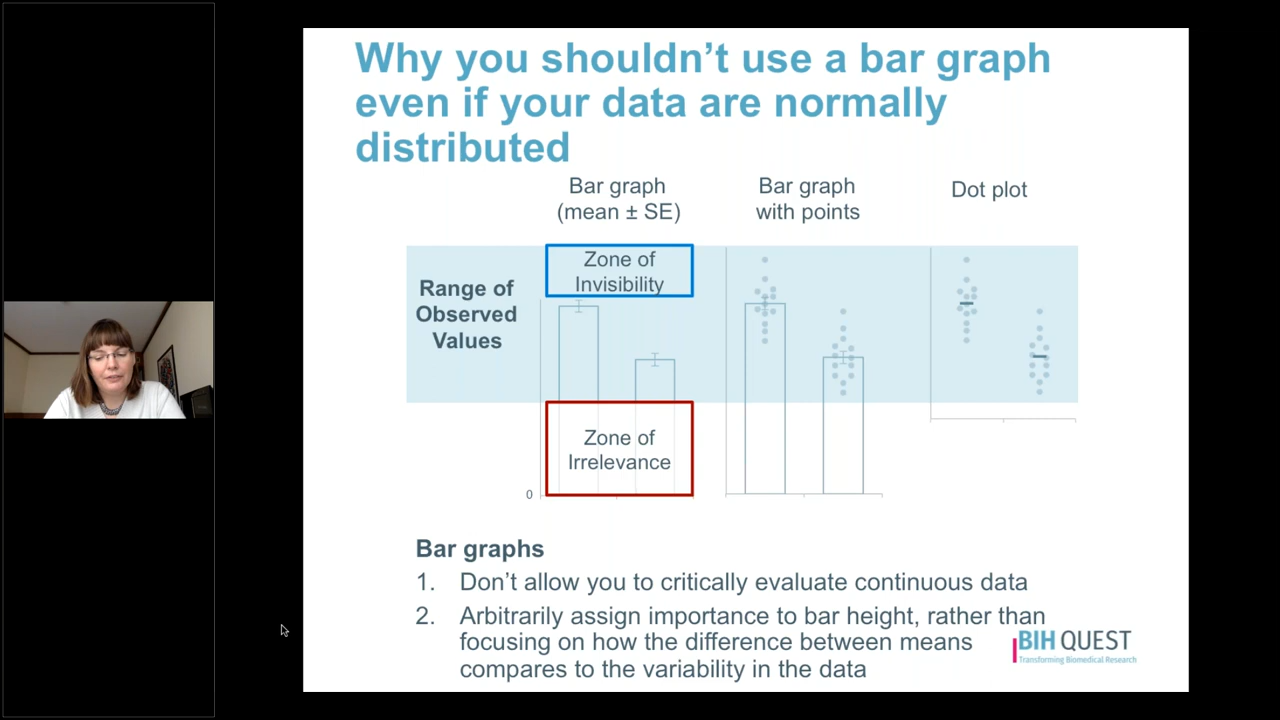 Why you shouldn’t use a bar graph
even if your data are normally
distributed
Bar graph
(mean ± SE)
Bar graph
with points
Dot plot
Range of
Observed
Values
Zone of
Invisibility
Zone of
Irrelevance
0
Bar graphs
1. Don’t allow you to critically evaluate continuous data
2. Arbitrarily assign importance to bar height, rather than
focusing on how the difference between means
compares to the variability in the data
BIH QUEST
Transforming Biomedical Research